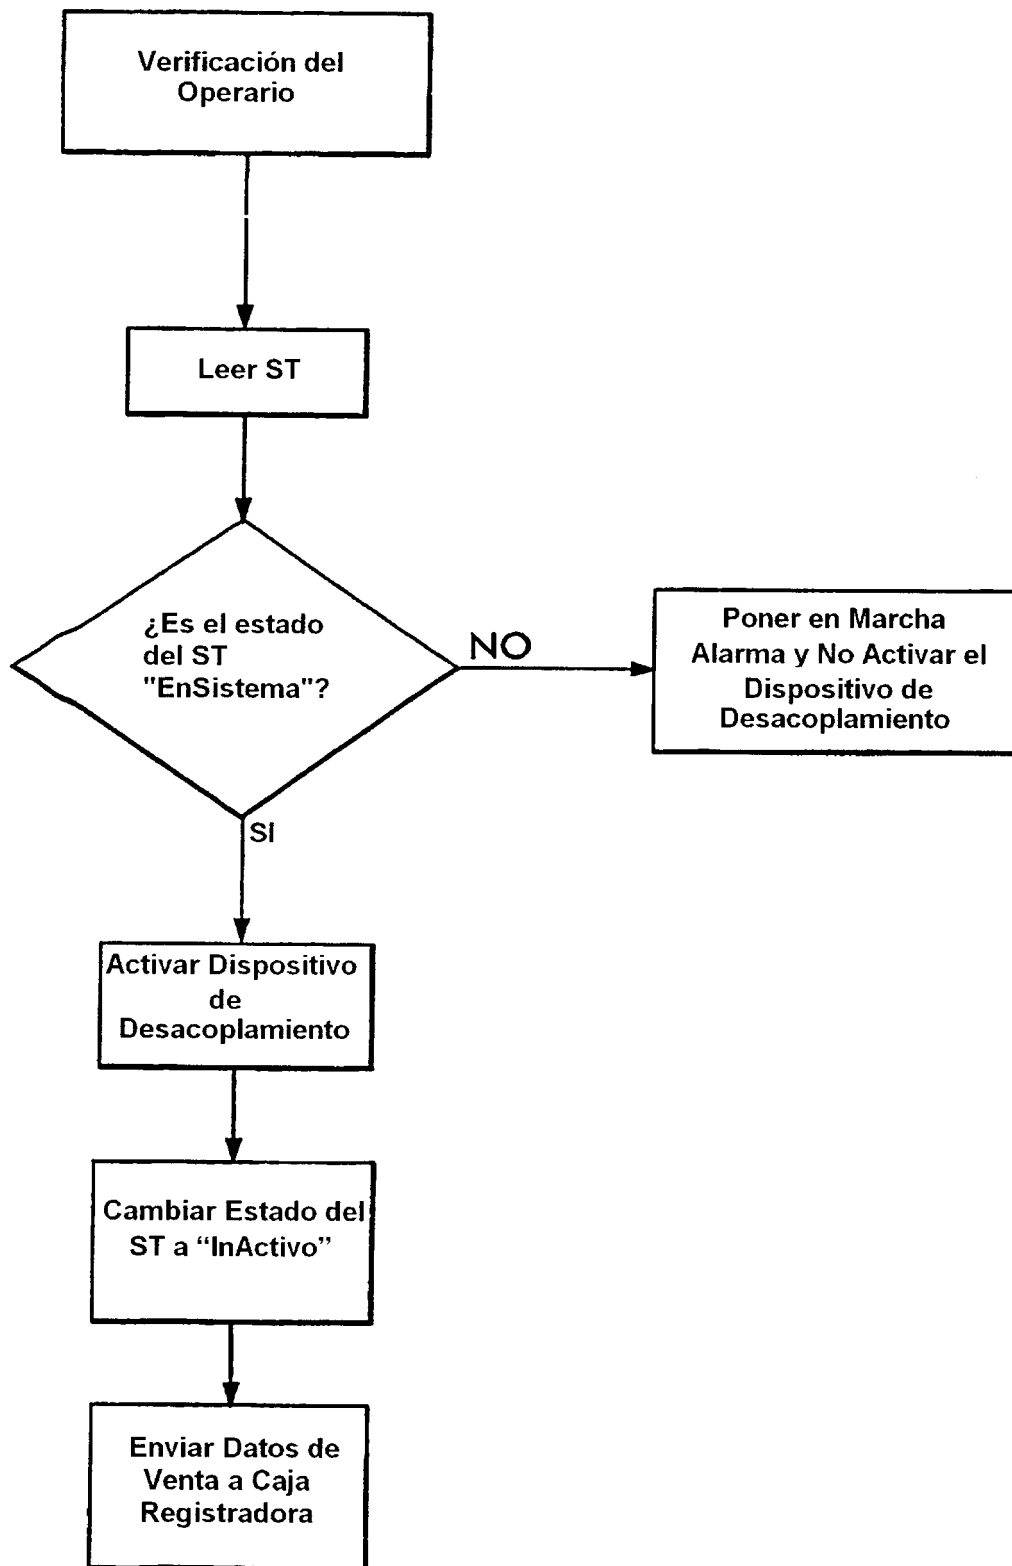 Verificación del
Operario
Leer ST
¿Es el estado
del ST
"EnSistema"?
NO
Poner en Marcha
Alarma y No Activar el
Dispositivo de
Desacoplamiento
SI
Activar Dispositivo
de
Desacoplamiento
Cambiar Estado del
ST a “InActivo”
Enviar Datos de
Venta a Caja
Registradora